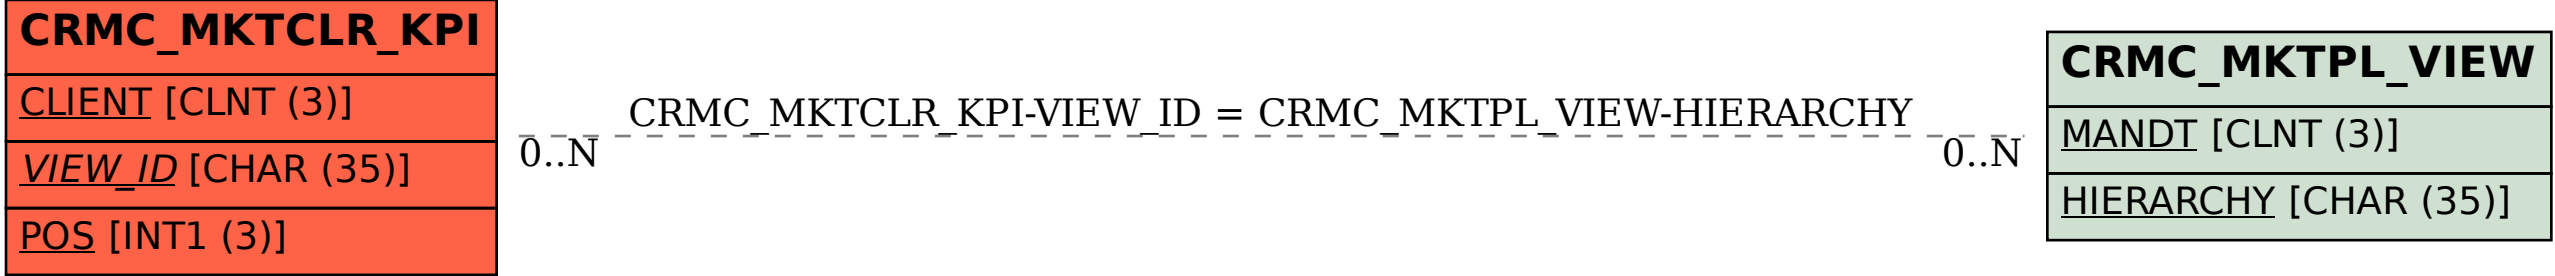 CRMC_MKTCLR_KPI
CLIENT [CLNT (3)]
VIEW_ID [CHAR (35)]
POS [INT1 (3)]
CRMC_MKTCLR_KPI-VIEW_ID = CRMC_MKTPL_VIEW-HIERARCHY
0..N
0..N
CRMC_MKTPL_VIEW
MANDT [CLNT (3)]
HIERARCHY [CHAR (35)]